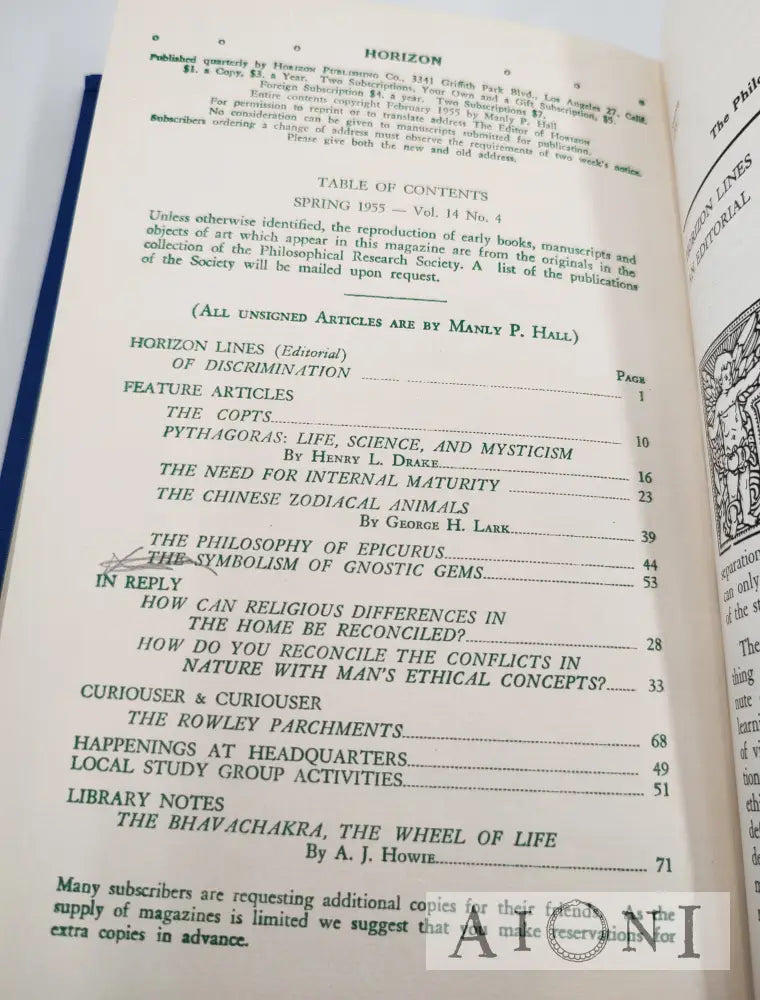 HORIZON
Published quarterly by HORIZON PUBLISHING CO., 3341 Griffith Park Blvd., Los Angeles 27, Calif.
$1. a Copy, $3. a Year. Two Subscriptions, Your Own and a Gift Subscription, $5.
Foreign Subscription $4. a year. Two Subscriptions $7.
Entire contents copyright February 1955 by Manly P. Hall
For permission to reprint or to translate address The Editor of HORIZON
No consideration can be given to manuscripts submitted for publication.
Subscribers ordering a change of address must observe the requirements of two week's notice.
Please give both the new and old address.
TABLE OF CONTENTS
SPRING 1955 — Vol. 14 No. 4
Unless otherwise identified, the reproduction of early books, manuscripts and
objects of art which appear in this magazine are from the originals in the
collection of the Philosophical Research Society. A list of the publications
of the Society will be mailed upon request.
(ALL UNSIGNED ARTICLES ARE BY MANLY P. HALL)
HORIZON LINES (Editorial) PAGE
OF DISCRIMINATION 1
FEATURE ARTICLES
THE COPTS 10
PYTHAGORAS: LIFE, SCIENCE, AND MYSTICISM
By HENRY L. DRAKE 16
THE NEED FOR INTERNAL MATURITY 23
THE CHINESE ZODIACAL ANIMALS
By GEORGE H. LARK 39
THE PHILOSOPHY OF EPICURUS 44
THE SYMBOLISM OF GNOSTIC GEMS 53
IN REPLY
HOW CAN RELIGIOUS DIFFERENCES IN
THE HOME BE RECONCILED? 28
HOW DO YOU RECONCILE THE CONFLICTS IN
NATURE WITH MAN'S ETHICAL CONCEPTS? 33
CURIOUSER & CURIOUSER
THE ROWLEY PARCHMENTS 68
HAPPENINGS AT HEADQUARTERS 49
LOCAL STUDY GROUP ACTIVITIES 51
LIBRARY NOTES
THE BHAVACHAKRA, THE WHEEL OF LIFE
By A. J. HOWIE 71
Many subscribers are requesting additional copies for their friends. As the
supply of magazines is limited we suggest that you make reservations for
extra copies in advance.
The
LINES
EDITORIAL
can only
of the
The
thing
of
AIONI